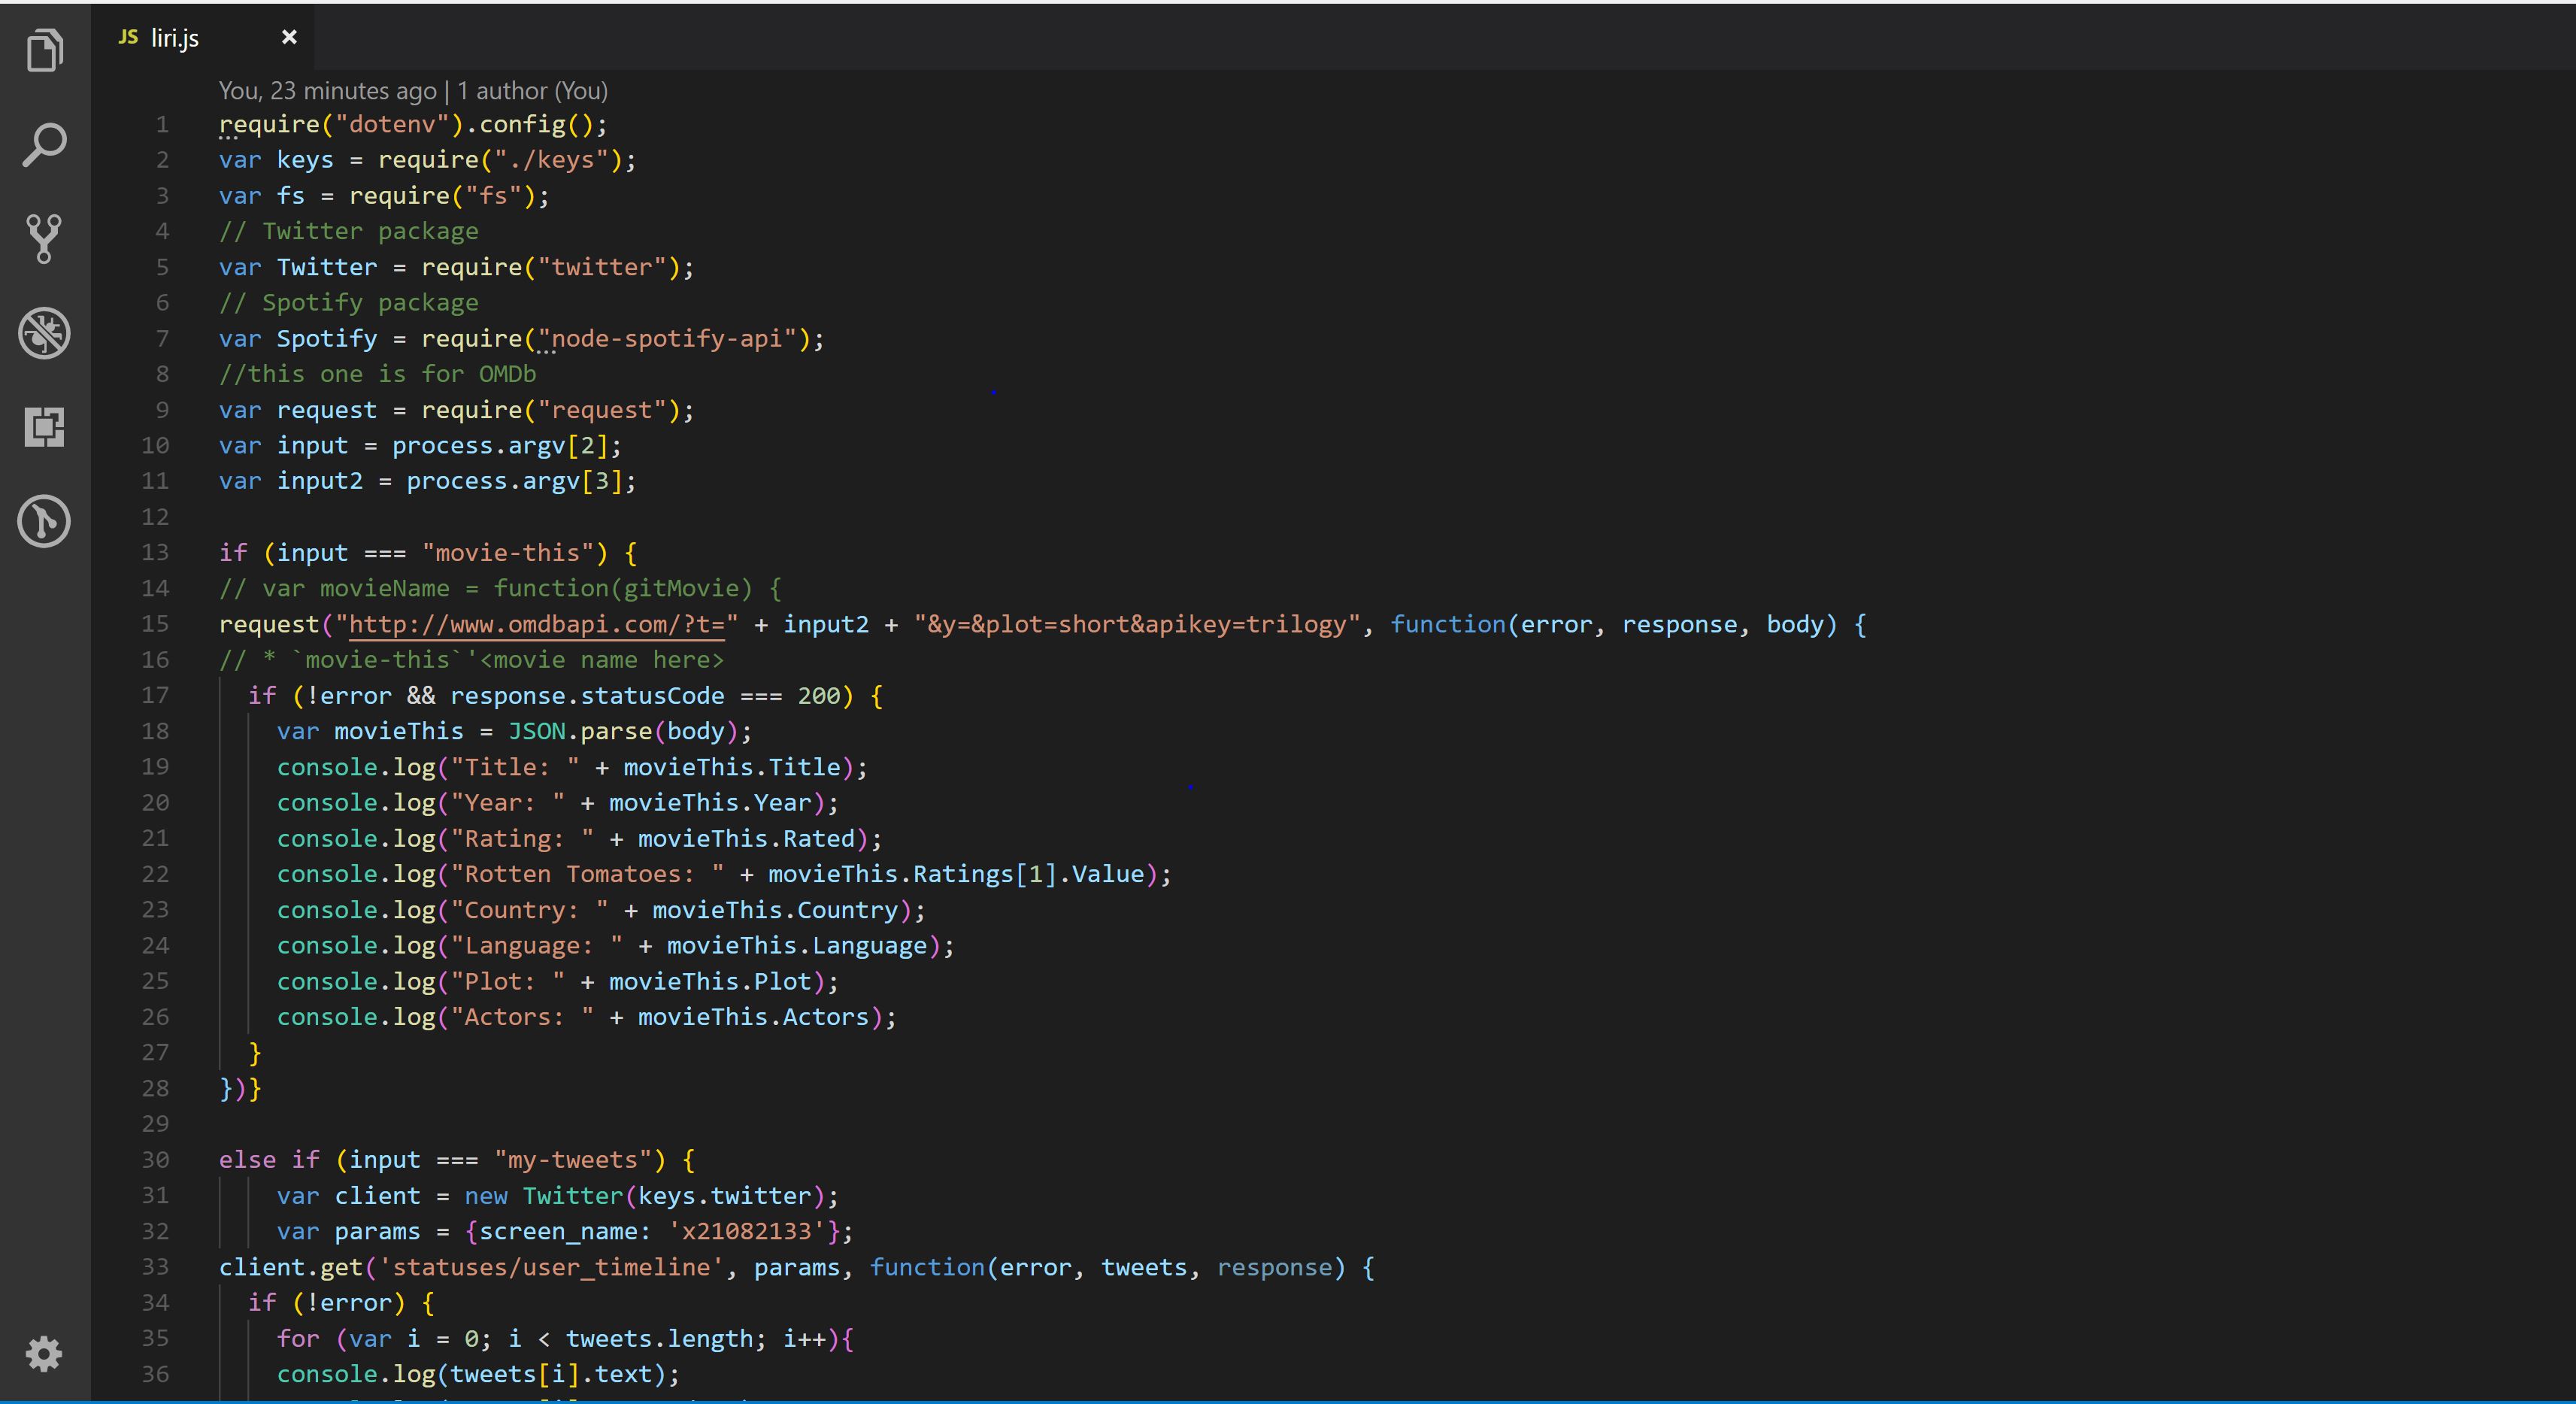 JS liri.js ×
You, 23 minutes ago | 1 author (You)
1 require("dotenv").config();
2 var keys = require("./keys");
3 var fs = require("fs");
4 // Twitter package
5 var Twitter = require("twitter");
6 // Spotify package
7 var Spotify = require("node-spotify-api");
8 //this one is for OMDb
9 var request = require("request");
10 var input = process.argv[2];
11 var input2 = process.argv[3];
12
13 if (input === "movie-this") {
14 // var movieName = function(gitMovie) {
15 request("http://www.omdbapi.com/?t=" + input2 + "&y=&plot=short&apikey=trilogy", function(error, response, body) {
16 // * `movie-this`'<movie name here>
17 if (!error && response.statusCode === 200) {
18 var movieThis = JSON.parse(body);
19 console.log("Title: " + movieThis.Title);
20 console.log("Year: " + movieThis.Year);
21 console.log("Rating: " + movieThis.Rated);
22 console.log("Rotten Tomatoes: " + movieThis.Ratings[1].Value);
23 console.log("Country: " + movieThis.Country);
24 console.log("Language: " + movieThis.Language);
25 console.log("Plot: " + movieThis.Plot);
26 console.log("Actors: " + movieThis.Actors);
27 }
28 })}
29
30 else if (input === "my-tweets") {
31 var client = new Twitter(keys.twitter);
32 var params = {screen_name: 'x21082133'};
33 client.get('statuses/user_timeline', params, function(error, tweets, response) {
34 if (!error) {
35 for (var i = 0; i < tweets.length; i++){
36 console.log(tweets[i].text);